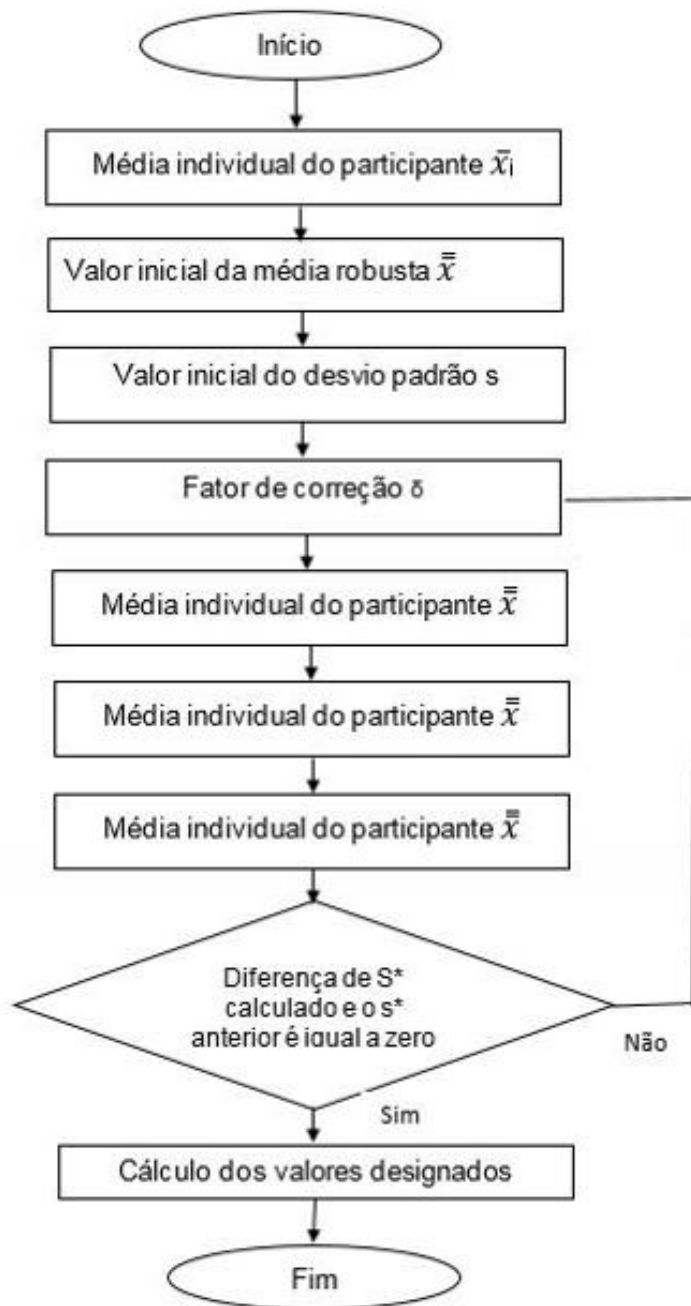 Início
Média individual do participante x̄i
Valor inicial da média robusta x̿
Valor inicial do desvio padrão s
Fator de correção δ
Média individual do participante x̿
Média individual do participante x̿
Média individual do participante x̿
Diferença de S*
calculado e o s*
anterior é igual a zero
Não
Sim
Cálculo dos valores designados
Fim